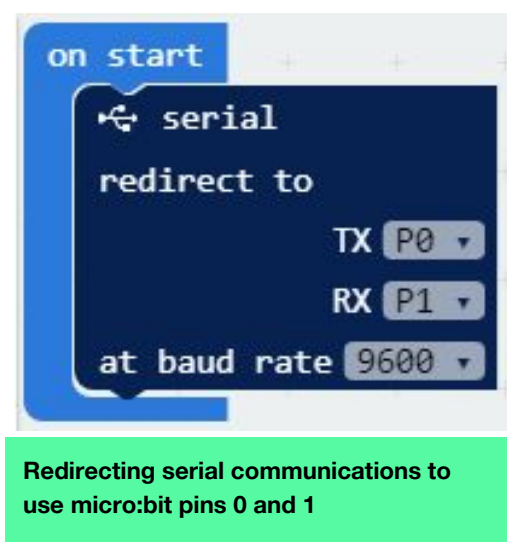 on start
serial
redirect to
TX P0
RX P1
at baud rate 9600
Redirecting serial communications to
use micro:bit pins 0 and 1